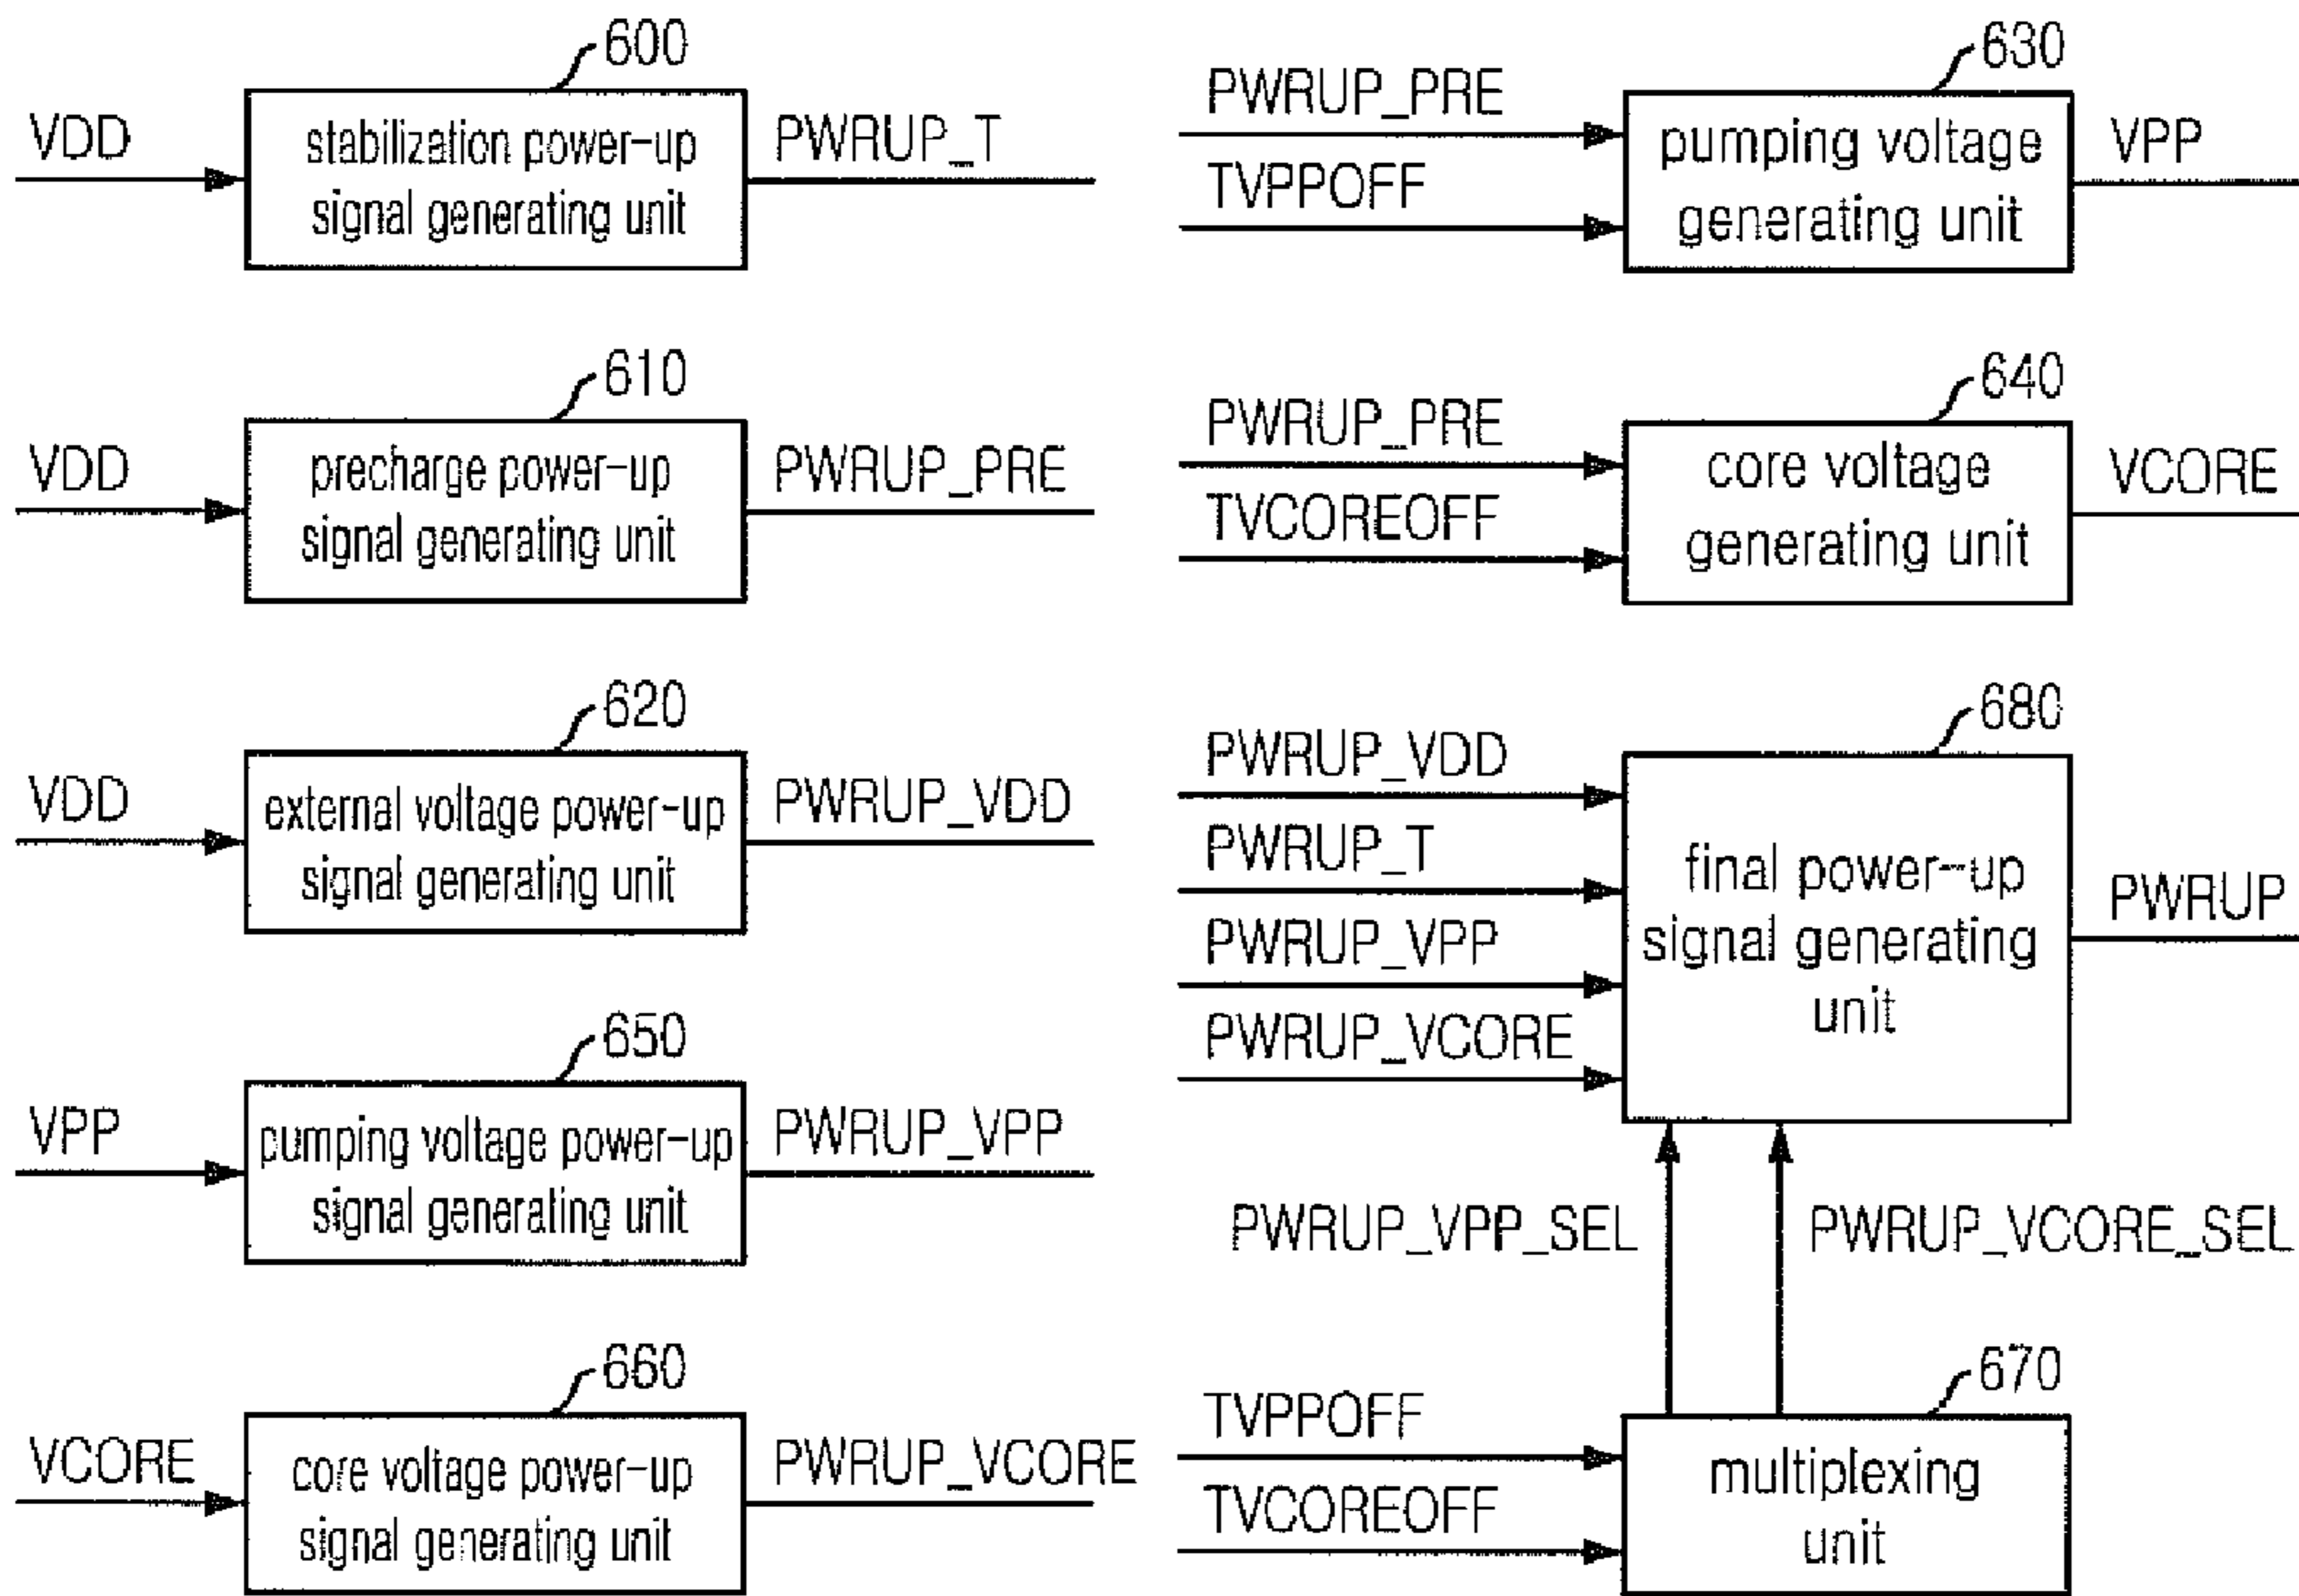 600
VDD
stabilization power-up
signal generating unit
PWRUP_T
610
VDD
precharge power-up
signal generating unit
PWRUP_PRE
620
VDD
external voltage power-up
signal generating unit
PWRUP_VDD
650
VPP
pumping voltage power-up
signal generating unit
PWRUP_VPP
660
VCORE
core voltage power-up
signal generating unit
PWRUP_VCORE
630
PWRUP_PRE
TVPPOFF
pumping voltage
generating unit
VPP
640
PWRUP_PRE
TVCOREOFF
core voltage
generating unit
VCORE
680
PWRUP_VDD
PWRUP_T
PWRUP_VPP
PWRUP_VCORE
final power-up
signal generating
unit
PWRUP
PWRUP_VPP_SEL
PWRUP_VCORE_SEL
670
TVPPOFF
TVCOREOFF
multiplexing
unit